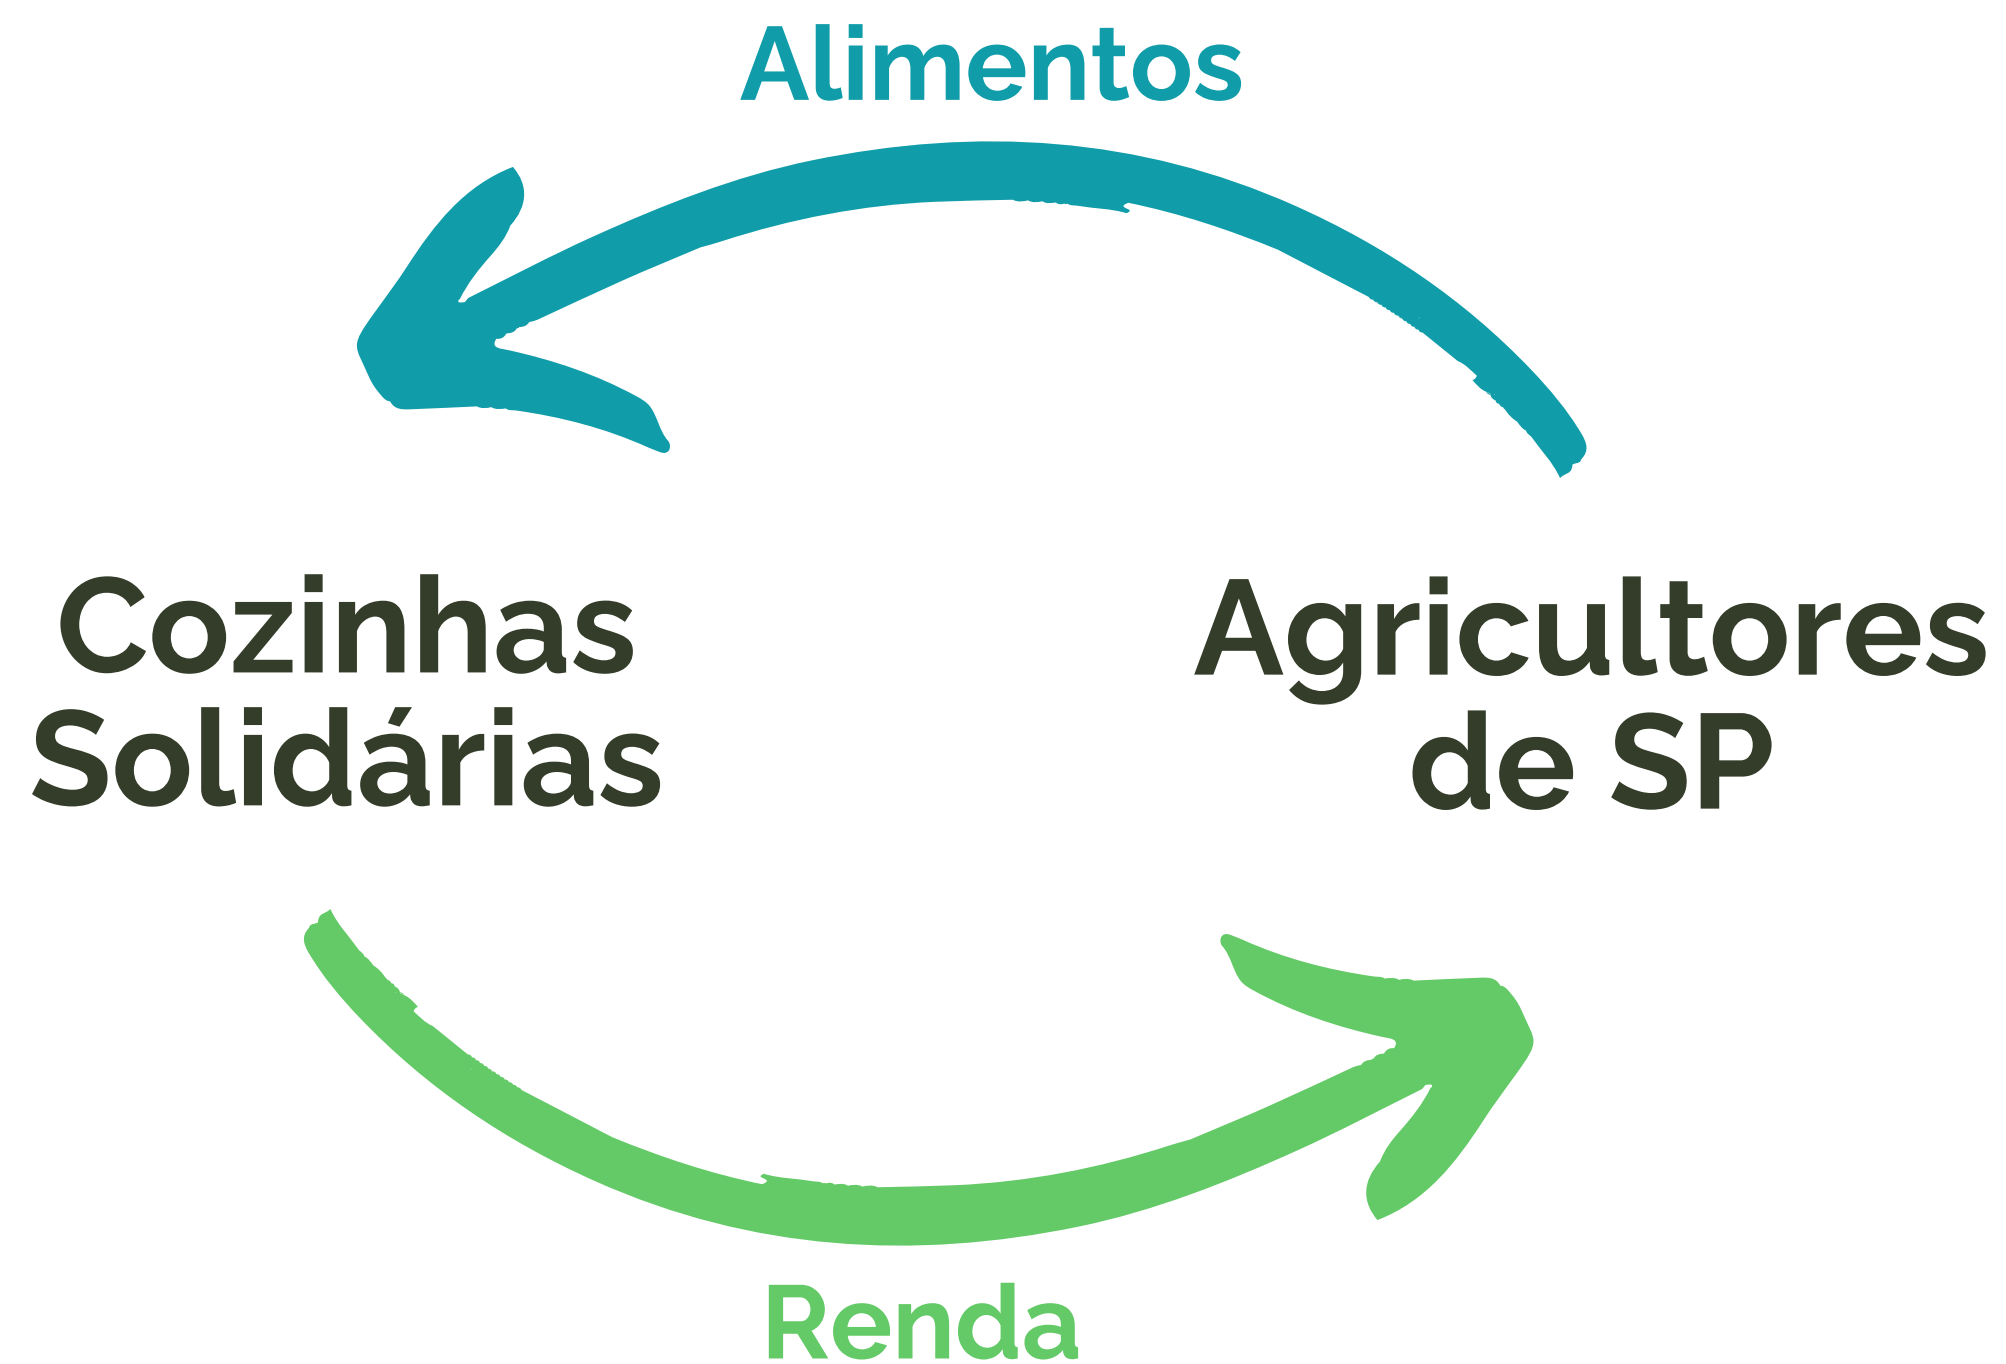 Alimentos
Cozinhas
Solidárias
Agricultores
de SP
Renda